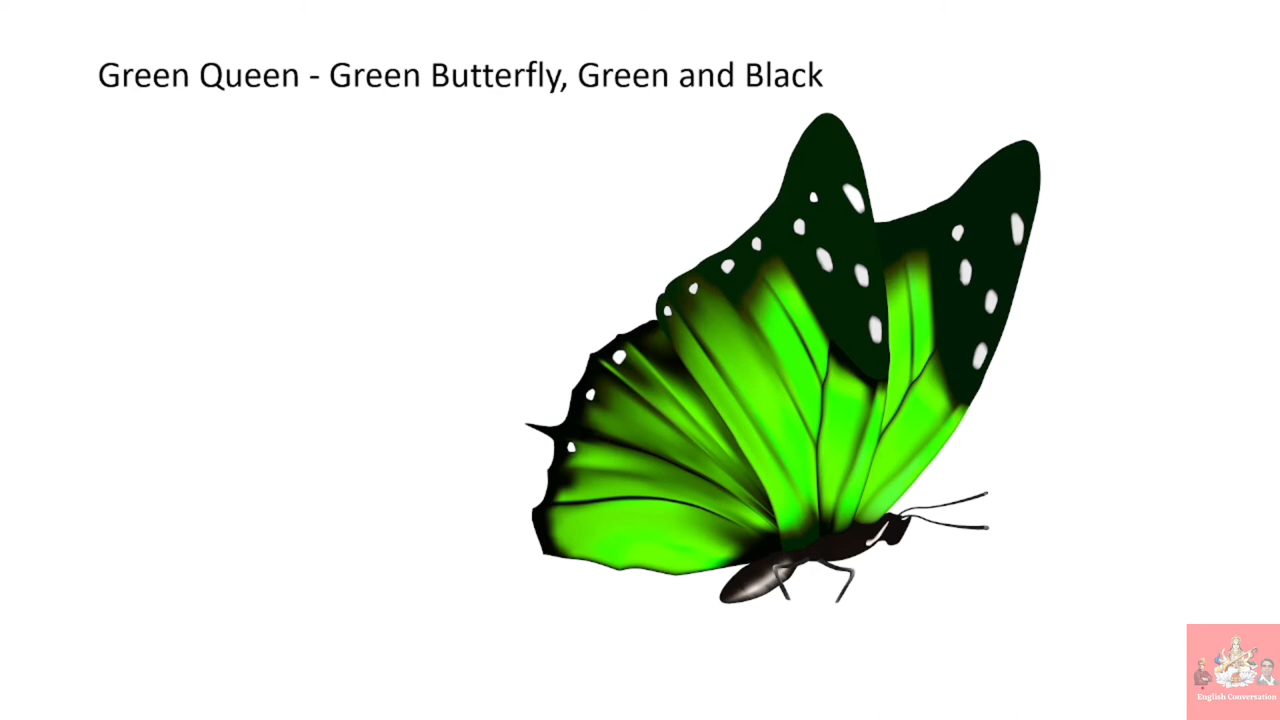 Green Queen - Green Butterfly, Green and Black
English Conversation